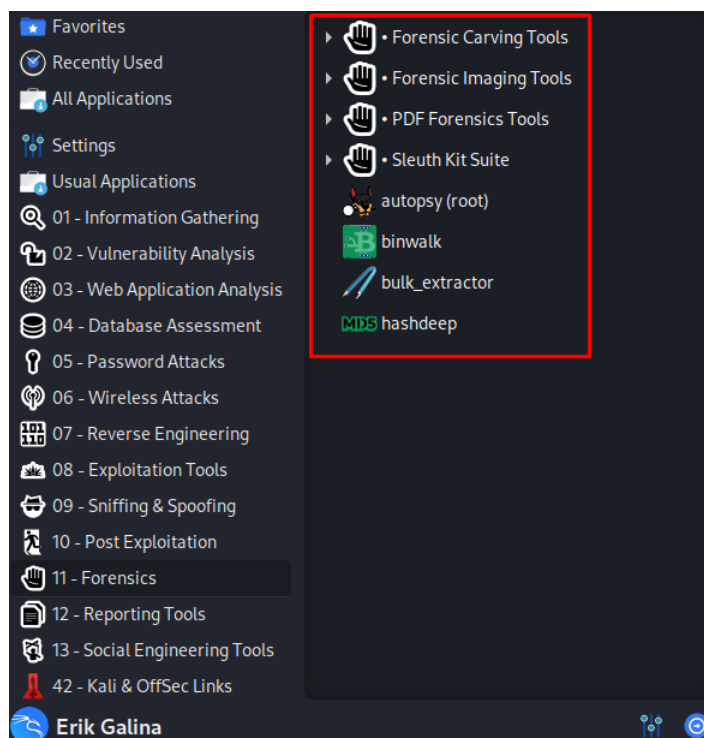 Favorites
Recently Used
All Applications
Settings
Usual Applications
01 - Information Gathering
02 - Vulnerability Analysis
03 - Web Application Analysis
04 - Database Assessment
05 - Password Attacks
06 - Wireless Attacks
07 - Reverse Engineering
08 - Exploitation Tools
09 - Sniffing & Spoofing
10 - Post Exploitation
11 - Forensics
12 - Reporting Tools
13 - Social Engineering Tools
42 - Kali & OffSec Links
Erik Galina
• Forensic Carving Tools
• Forensic Imaging Tools
• PDF Forensics Tools
• Sleuth Kit Suite
autopsy (root)
binwalk
bulk_extractor
MD5 hashdeep